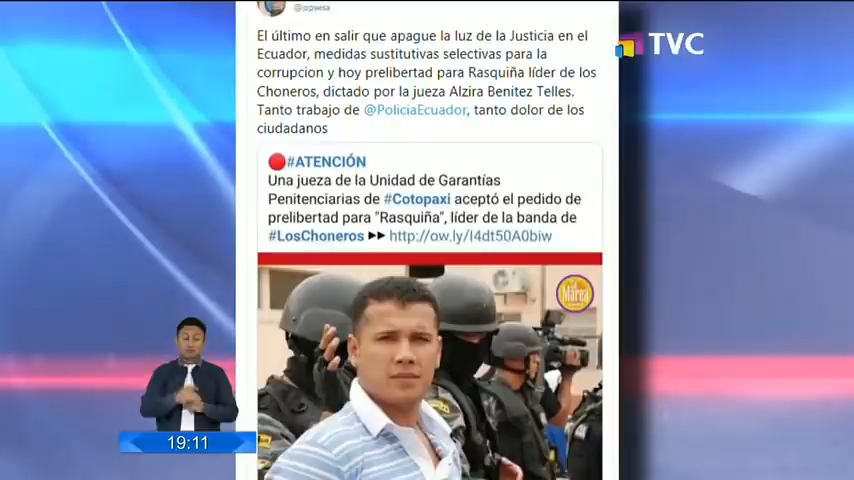 El último en salir que apague la luz de la Justicia en el
Ecuador, medidas sustitutivas selectivas para la
corrupcion y hoy prelibertad para Rasquiña líder de los
Choneros, dictado por la jueza Alzira Benitez Telles.
Tanto trabajo de @PoliciaEcuador, tanto dolor de los
ciudadanos
#ATENCIÓN
Una jueza de la Unidad de Garantías
Penitenciarias de #Cotopaxi aceptó el pedido de
prelibertad para "Rasquiña", líder de la banda de
#LosChoneros http://ow.ly/I4dt50A0biw
La Marea
TVC
19:11